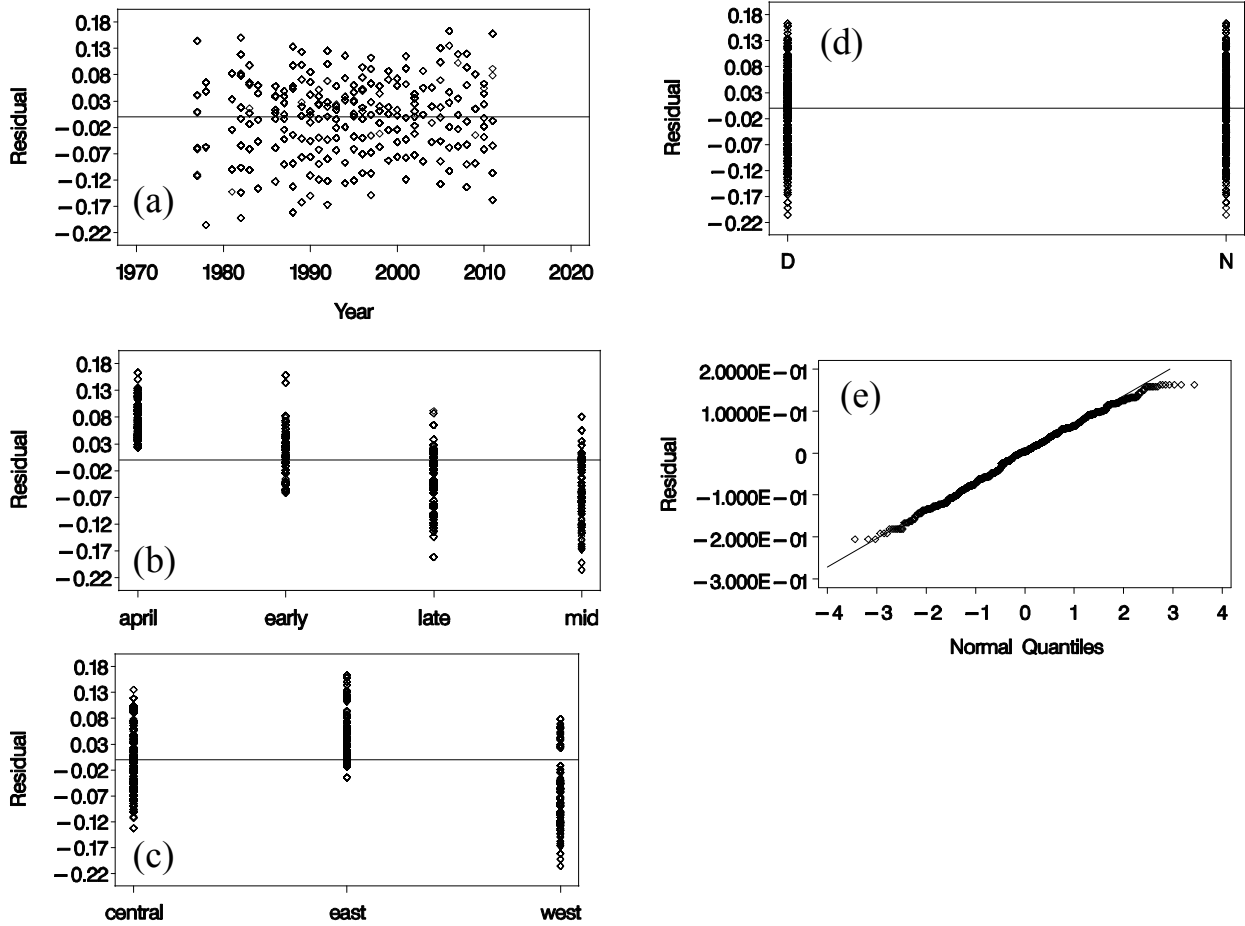 0.18
0.13
0.08
0.03
−0.02
−0.07
−0.12
−0.17
−0.22
Residual
(a)
1970 1980 1990 2000 2010 2020
Year
0.18
0.13
0.08
0.03
−0.02
−0.07
−0.12
−0.17
−0.22
Residual
(b)
april early late mid
0.18
0.13
0.08
0.03
−0.02
−0.07
−0.12
−0.17
−0.22
Residual
(c)
central east west
0.18
0.13
0.08
0.03
−0.02
−0.07
−0.12
−0.17
−0.22
Residual
(d)
D N
2.0000E−01
1.0000E−01
0
−1.000E−01
−2.000E−01
−3.000E−01
Residual
(e)
−4 −3 −2 −1 0 1 2 3 4
Normal Quantiles